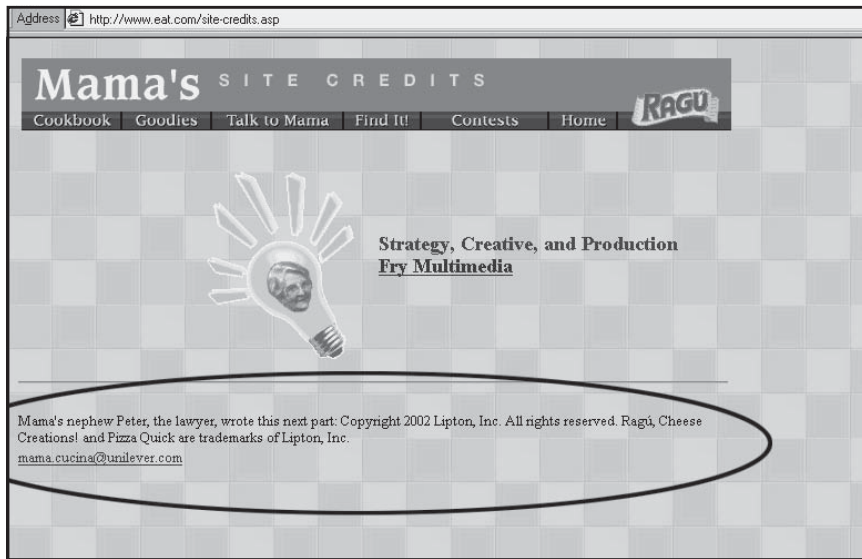 Address http://www.eat.com/site-credits.asp
Mama's SITE CREDITS
RAGÚ
Cookbook Goodies Talk to Mama Find It! Contests Home
Strategy, Creative, and Production
Fry Multimedia
Mama's nephew Peter, the lawyer, wrote this next part: Copyright 2002 Lipton, Inc. All rights reserved. Ragú, Cheese
Creations! and Pizza Quick are trademarks of Lipton, Inc.
mama.cucina@unilever.com